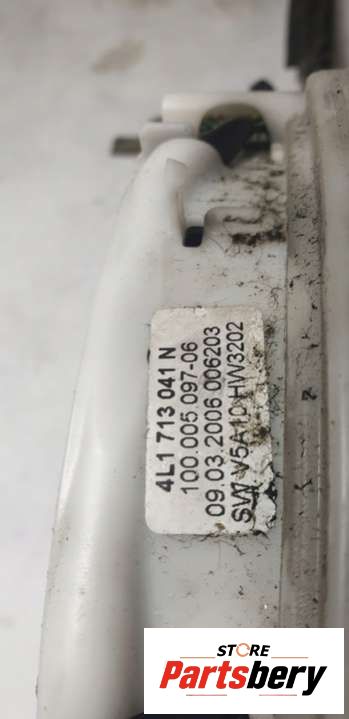 4L1 713 041 N
100.005.097-06
09.03.2006 006203
SW V5A10 HW3202
STORE
Partsbery